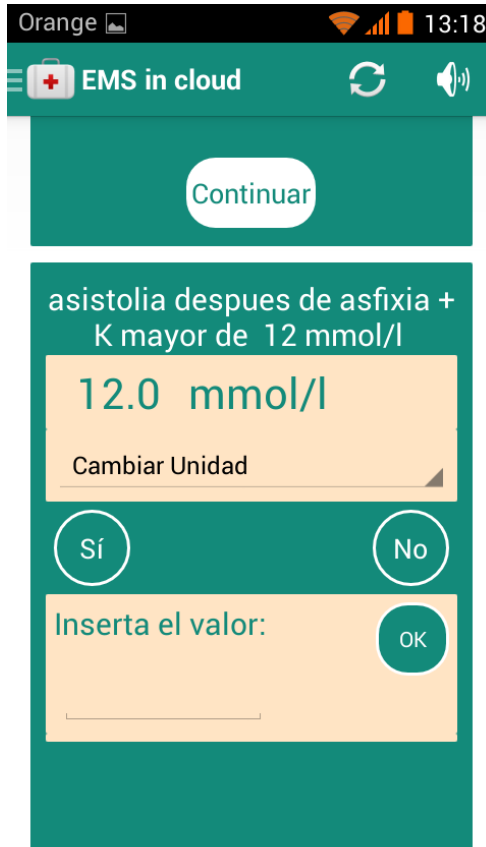 Orange 13:18
EMS in cloud
Continuar
asistolia despues de asfixia +
K mayor de 12 mmol/l
12.0 mmol/l
Cambiar Unidad
Sí No
Inserta el valor:
OK